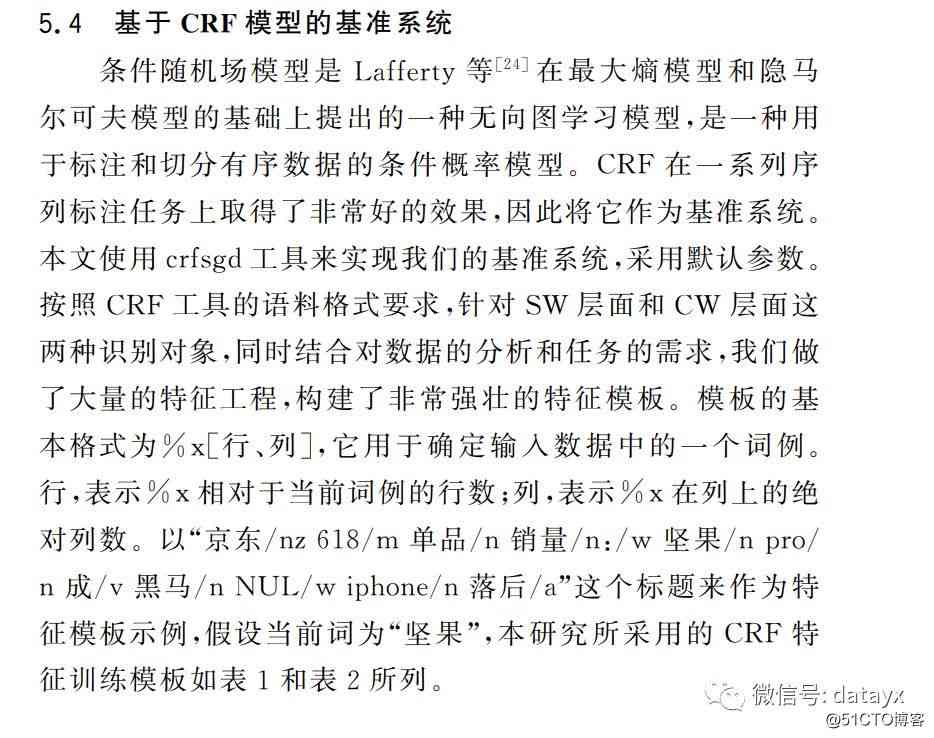 5.4 基于 CRF 模型的基准系统
条件随机场模型是 Lafferty 等[24]在最大熵模型和隐马
尔可夫模型的基础上提出的一种无向图学习模型,是一种用
于标注和切分有序数据的条件概率模型。CRF 在一系列序
列标注任务上取得了非常好的效果,因此将它作为基准系统。
本文使用 crfsgd 工具来实现我们的基准系统,采用默认参数。
按照 CRF 工具的语料格式要求,针对 SW 层面和 CW 层面这
两种识别对象,同时结合对数据的分析和任务的需求,我们做
了大量的特征工程,构建了非常强壮的特征模板。模板的基
本格式为%x[行、列],它用于确定输入数据中的一个词例。
行,表示%x 相对于当前词例的行数;列,表示%x 在列上的绝
对列数。以“京东/nz 618/m 单品/n 销量/n:/w 坚果/n pro/
n 成/v 黑马/n NUL/w iphone/n 落后/a”这个标题来作为特
征模板示例,假设当前词为“坚果”,本研究所采用的 CRF 特
征训练模板如表 1 和表 2 所列。
微信号: datayx
@51CTO博客